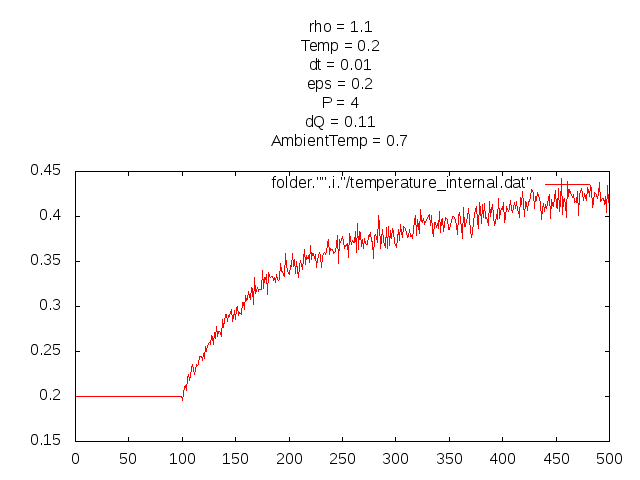 rho = 1.1
Temp = 0.2
dt = 0.01
eps = 0.2
P = 4
dQ = 0.11
AmbientTemp = 0.7
folder."".i."/temperature_internal.dat"
0.45
0.4
0.35
0.3
0.25
0.2
0.15
0 50 100 150 200 250 300 350 400 450 500